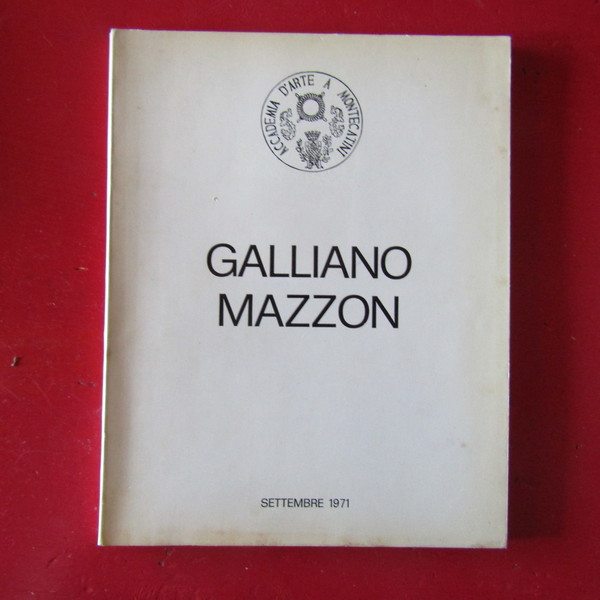 ACCADEMIA D'ARTE A MONTECATINI
GALLIANO
MAZZON
SETTEMBRE 1971